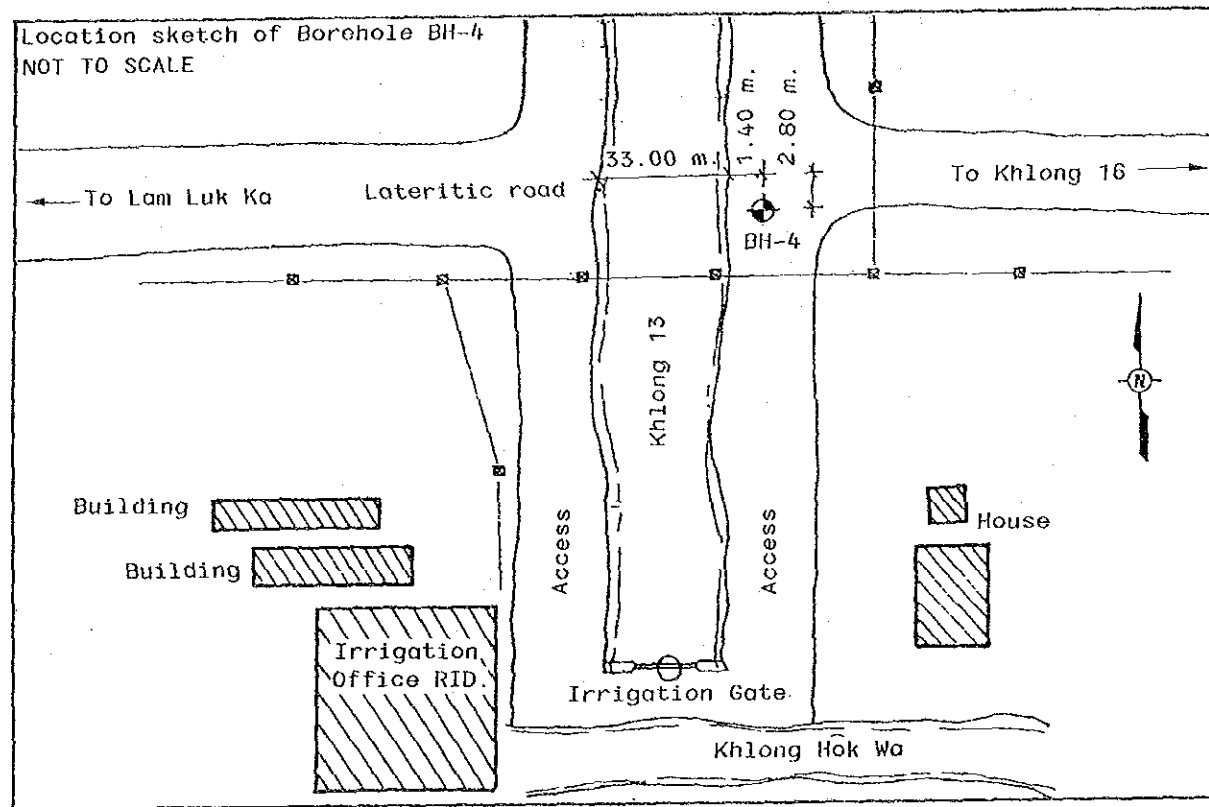 Location sketch of Borehole BH-4
NOT TO SCALE
33.00 m.
1.40 m.
2.80 m.
To Lam Luk Ka
Lateritic road
To Khlong 16
BH-4
Khlong 13
N
Building
House
Building
Access
Access
Irrigation
Office RID.
Irrigation Gate
Khlong Hok Wa